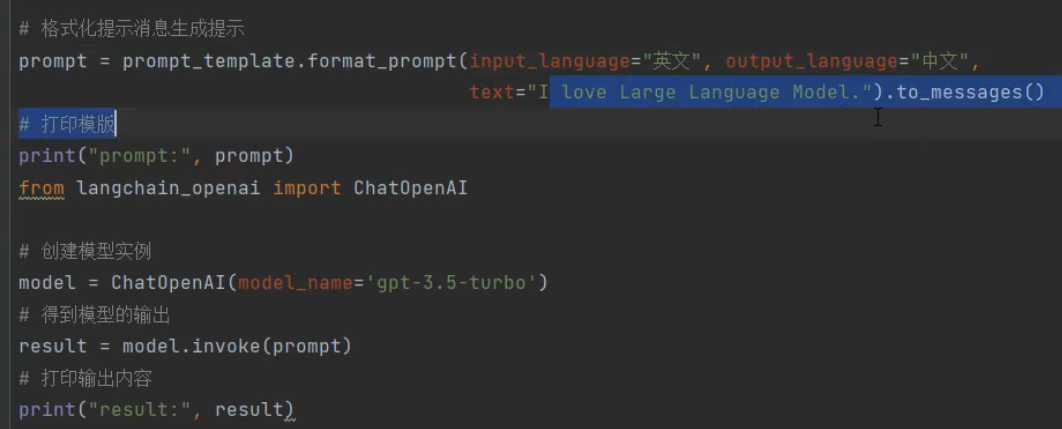 # 格式化提示消息生成提示
prompt = prompt_template.format_prompt(input_language="英文", output_language="中文",
text="I love Large Language Model.").to_messages()
# 打印模版
print("prompt:", prompt)
from langchain_openai import ChatOpenAI
# 创建模型实例
model = ChatOpenAI(model_name='gpt-3.5-turbo')
# 得到模型的输出
result = model.invoke(prompt)
# 打印输出内容
print("result:", result)